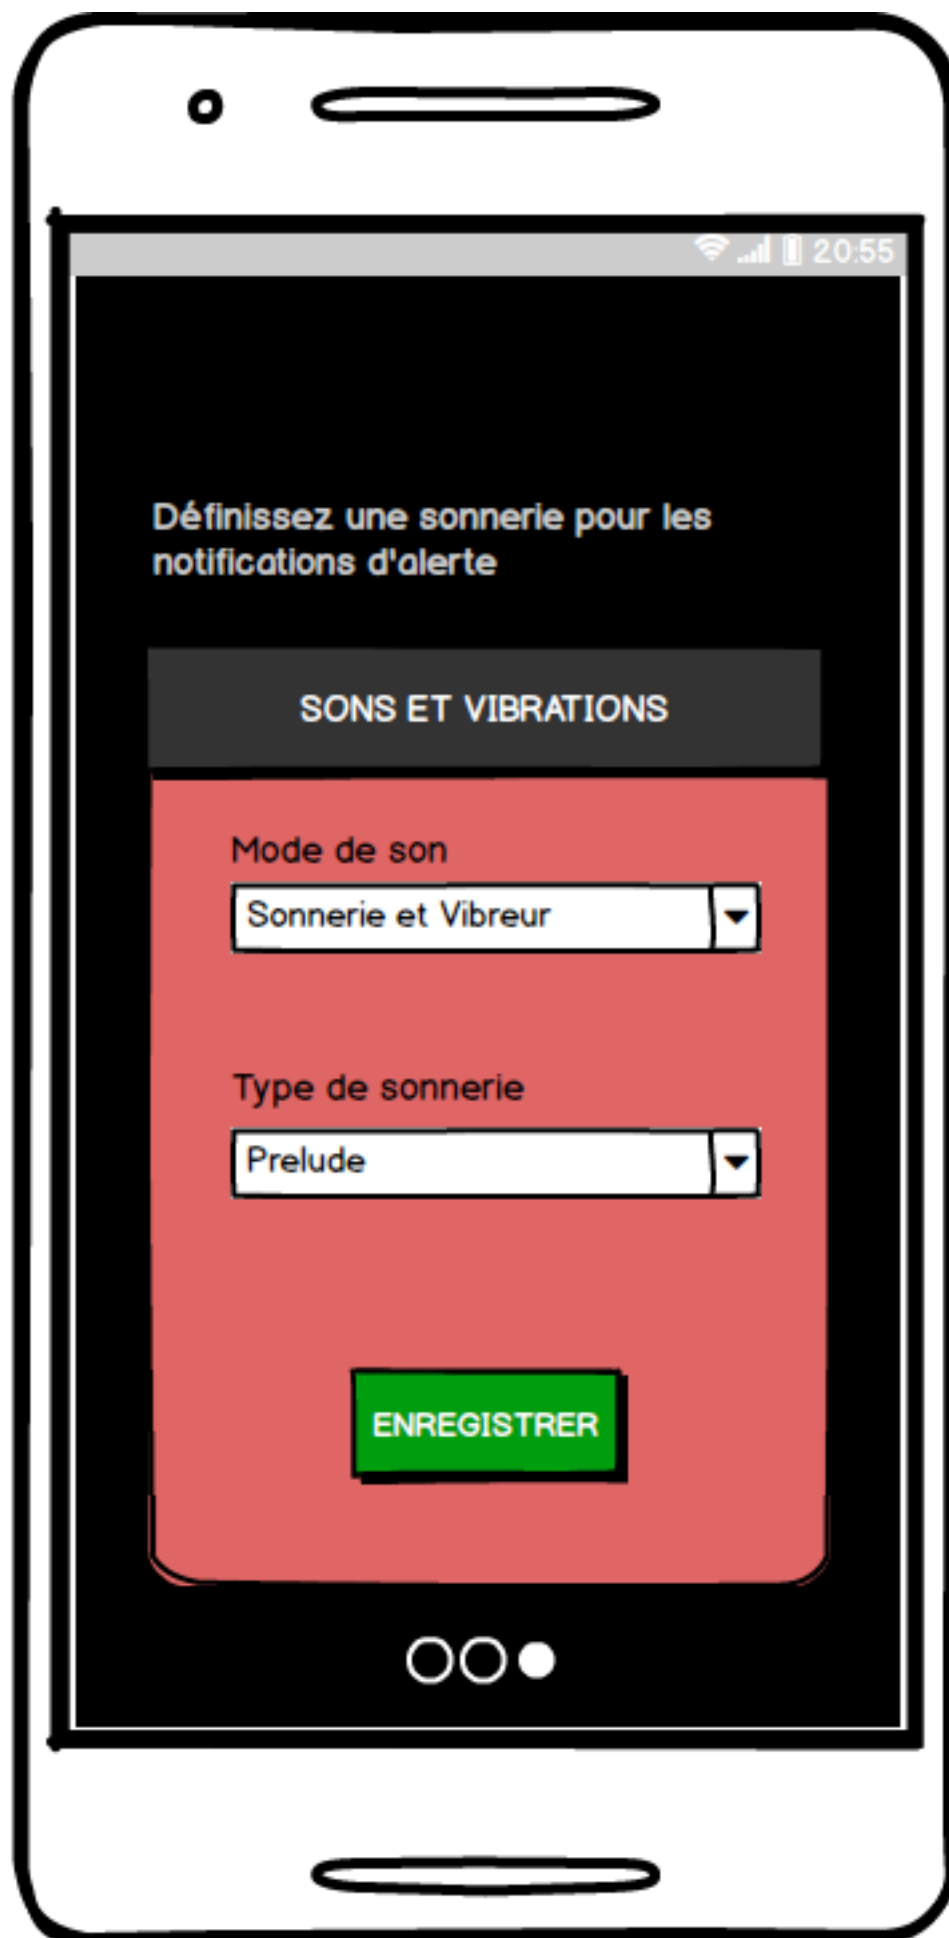 20:55
Définissez une sonnerie pour les
notifications d'alerte
SONS ET VIBRATIONS
Mode de son
Sonnerie et Vibreur
Type de sonnerie
Prelude
ENREGISTRER